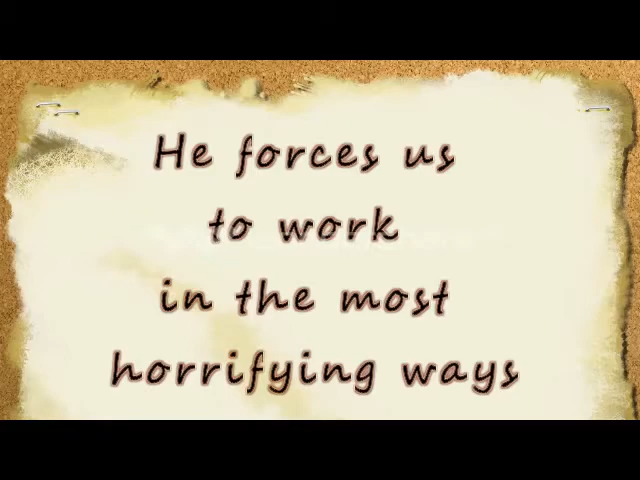 He forces us
to work
in the most
horrifying ways